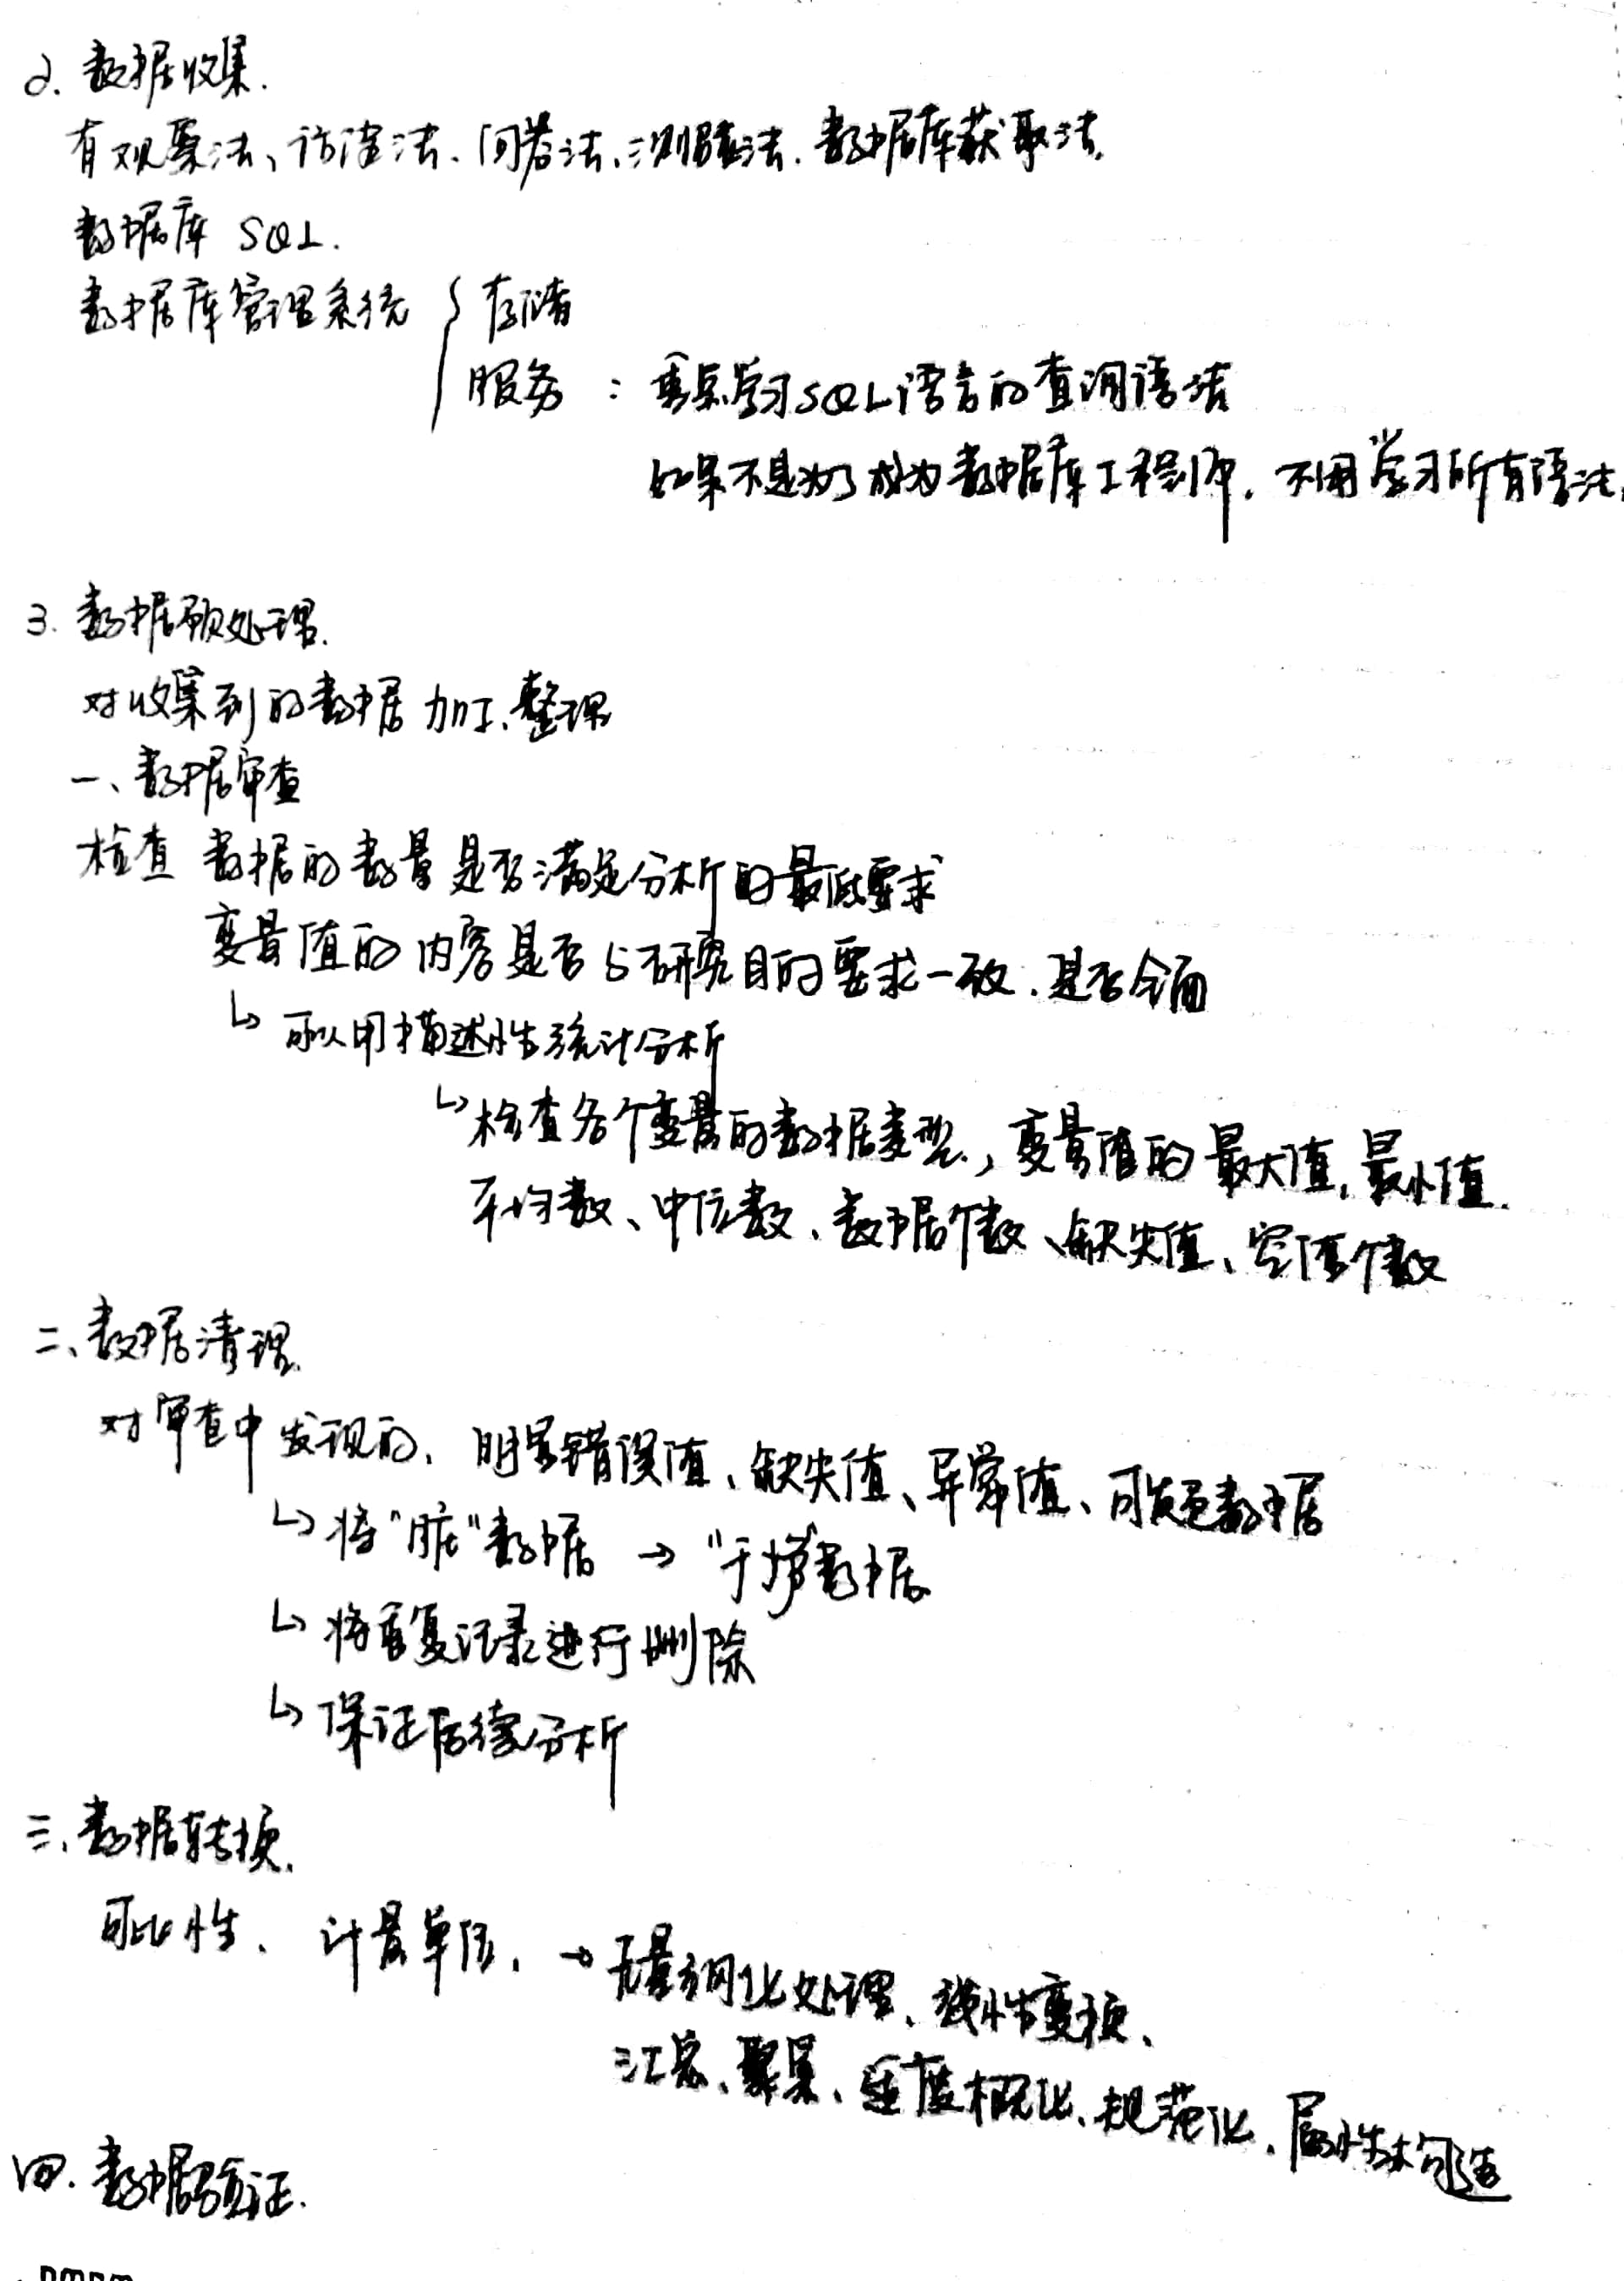 2. 数据收集.
有观察法、访谈法、问卷法、测验法、数据库获取法.
数据库 SQL.
数据库管理系统 { 存储
服务 : 重点学习SQL语言的查询语法
如果不是为了成为数据库工程师, 不用学习所有语法.
3. 数据预处理.
对收集到的数据加工、整理
一、数据审查
检查 数据的数量是否满足分析的最低要求
变量值的内容是否与研究目的要求一致. 是否全面
↳ 可以用描述性统计分析
↳ 检查各个变量的数据类型, 变量值的最大值, 最小值.
平均数、中位数、数据个数、缺失值、空值个数
二、数据清理.
对审查中发现的、明显错误值、缺失值、异常值、可疑数据
↳ 将"脏"数据 → "干净"数据
↳ 将重复记录进行删除
↳ 保证后续分析
三、数据转换.
可比性、计量单位. → 无量纲化处理、线性变换、
汇总、聚集、 概化、规范化、属性构造
四. 数据验证.